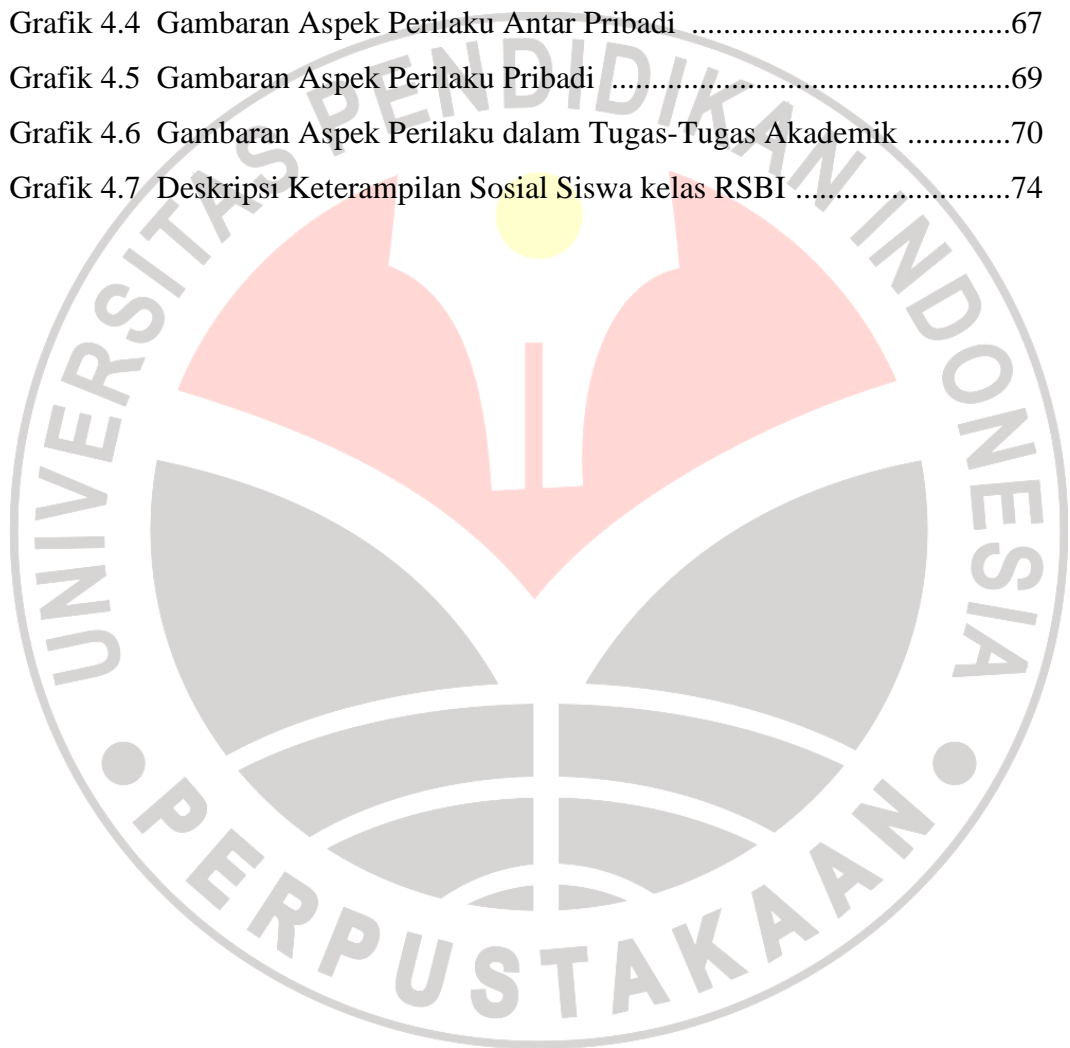 Grafik 4.4 Gambaran Aspek Perilaku Antar Pribadi ....................................67
Grafik 4.5 Gambaran Aspek Perilaku Pribadi ..............................................69
Grafik 4.6 Gambaran Aspek Perilaku dalam Tugas-Tugas Akademik ............70
Grafik 4.7 Deskripsi Keterampilan Sosial Siswa kelas RSBI .........................74
UNIVERSITAS PENDIDIKAN INDONESIA
PERPUSTAKAAN